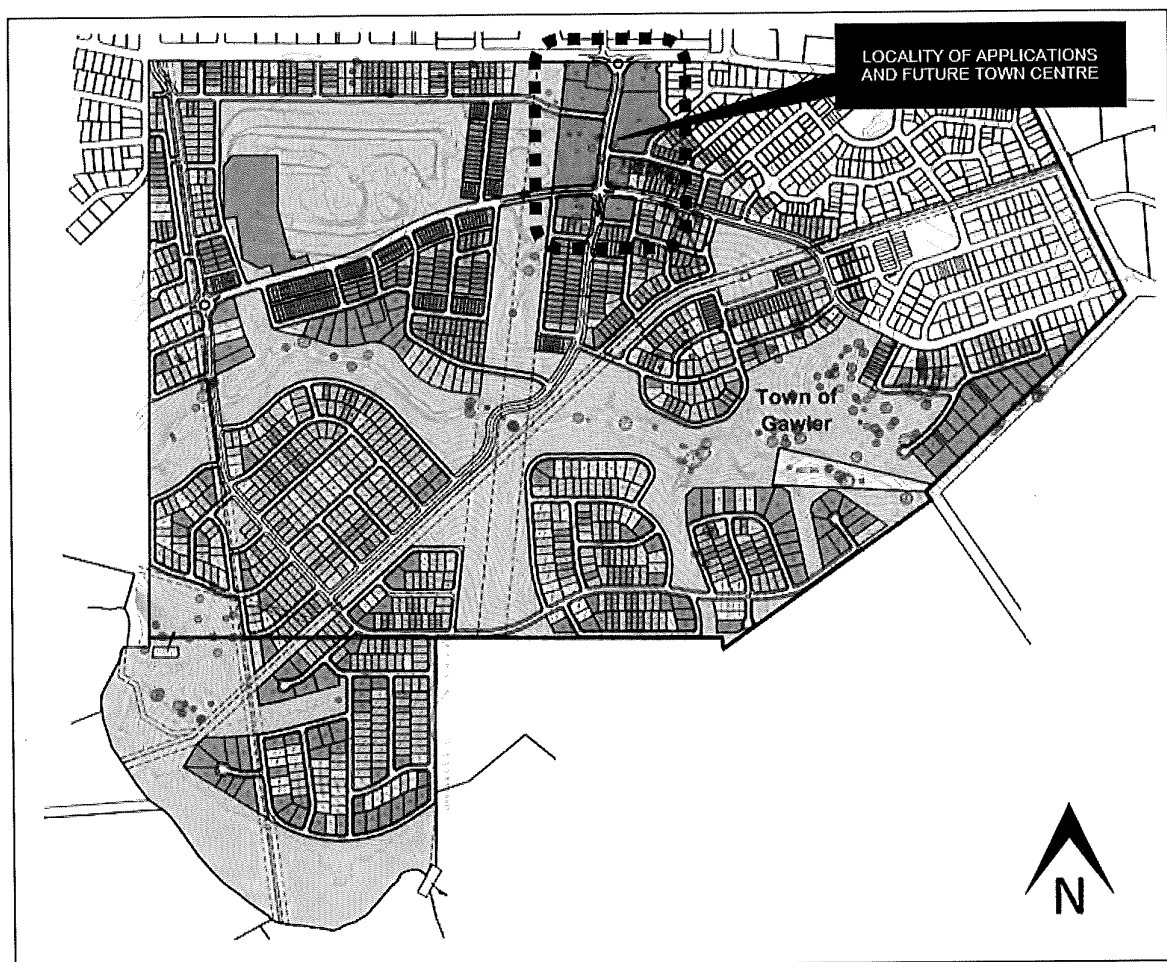 LOCALITY OF APPLICATIONS
AND FUTURE TOWN CENTRE
Town of
Gawler
N